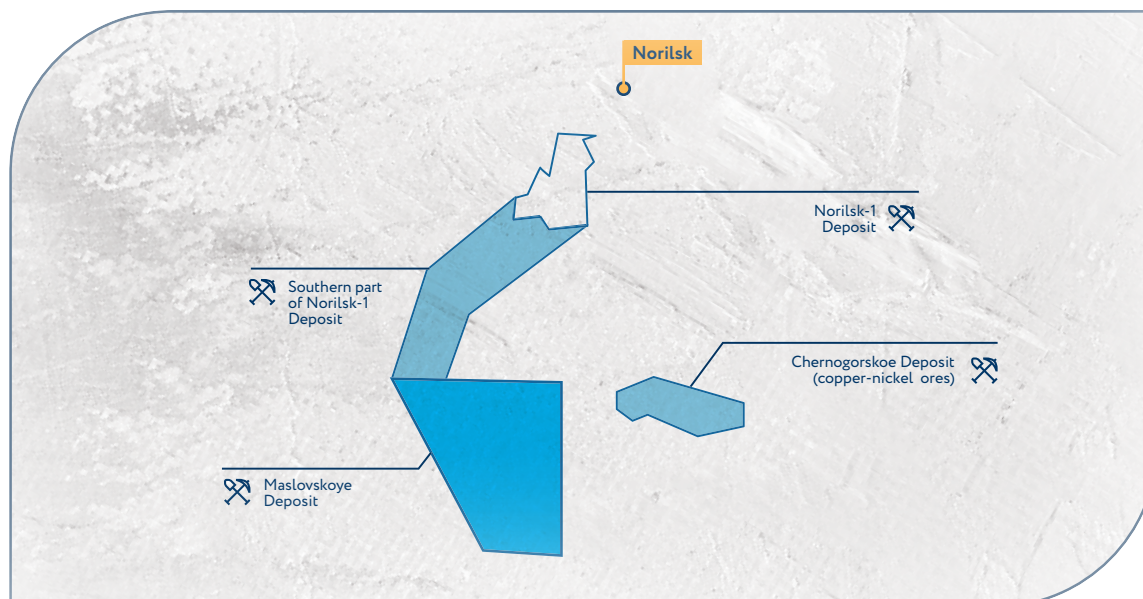 Norilsk
Norilsk-1
Deposit
Southern part
of Norilsk-1
Deposit
Chernogorskoe Deposit
(copper-nickel ores)
Maslovskoye
Deposit